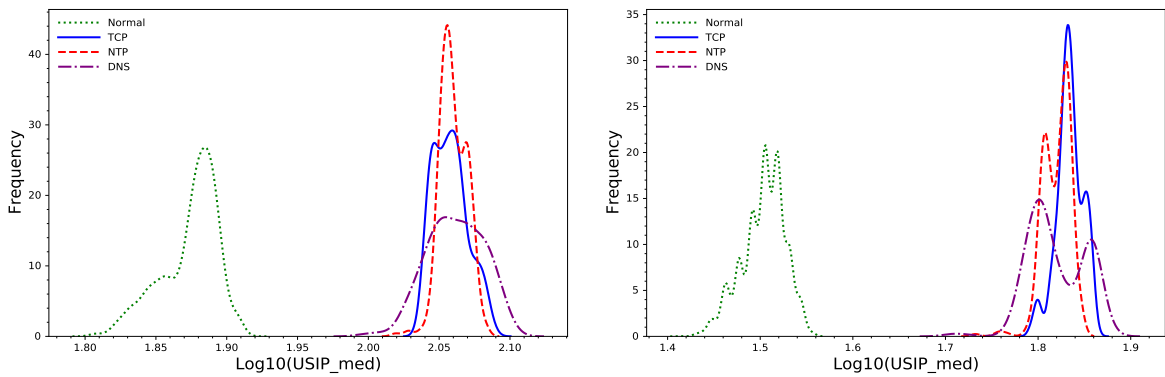 Normal
TCP
NTP
DNS
Frequency
40
30
20
10
0
1.80
1.85
1.90
1.95
2.00
2.05
2.10
Log10(USIP_med)
Normal
TCP
NTP
DNS
Frequency
35
30
25
20
15
10
5
0
1.4
1.5
1.6
1.7
1.8
1.9
Log10(USIP_med)